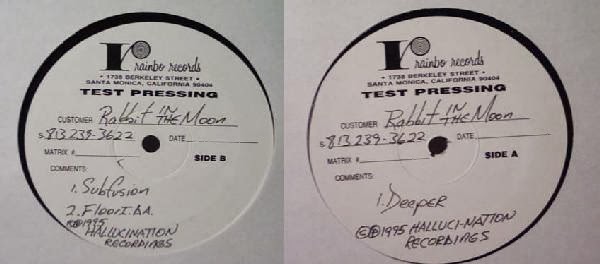 rainbo records
• 1738 BERKELEY STREET •
SANTA MONICA, CALIFORNIA 90404
TEST PRESSING
CUSTOMER Rabbit IN THE Moon
S 813 239-3622 DATE
MATRIX #
SIDE B
COMMENTS:
1. Subfusion
2. Floor I.D.A.
©℗1995
HALLUCINATION
RECORDINGS
rainbo records
• 1738 BERKELEY STREET •
SANTA MONICA, CALIFORNIA 90404
TEST PRESSING
CUSTOMER Rabbit IN THE Moon
S 813 239-3622 DATE
MATRIX #
SIDE A
COMMENTS:
1. Deeper
©℗1995 HALLUCI-NATION
RECORDINGS